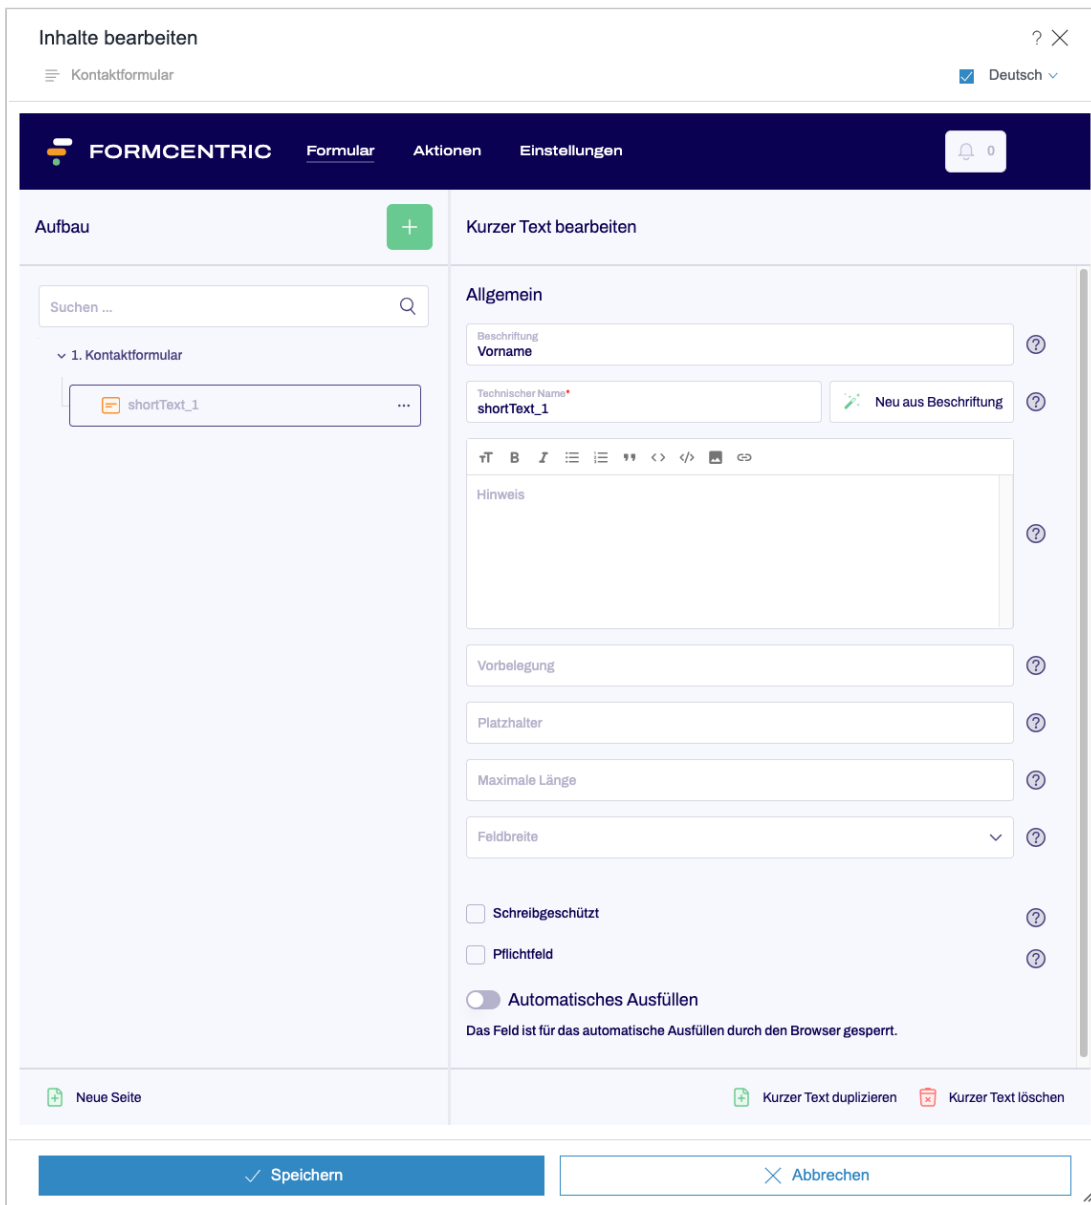 Inhalte bearbeiten
?
Kontaktformular
Deutsch
FORMCENTRIC
Formular
Aktionen
Einstellungen
0
Aufbau
+
Kurzer Text bearbeiten
Suchen ...
1. Kontaktformular
shortText_1
...
Allgemein
Beschriftung
Vorname
?
Technischer Name*
shortText_1
Neu aus Beschriftung
?
Hinweis
?
Vorbelegung
?
Platzhalter
?
Maximale Länge
?
Feldbreite
?
Schreibgeschützt
?
Pflichtfeld
?
Automatisches Ausfüllen
Das Feld ist für das automatische Ausfüllen durch den Browser gesperrt.
Neue Seite
Kurzer Text duplizieren
Kurzer Text löschen
Speichern
Abbrechen